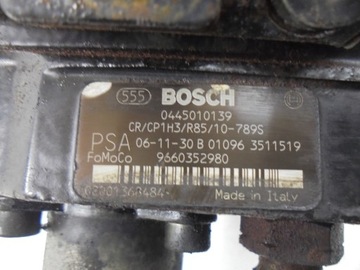 555 BOSCH
0445010139
CR/CP1H3/R85/10-789S
PSA 06-11-30 B 01096 3511519
FoMoCo 9660352980
Made in Italy